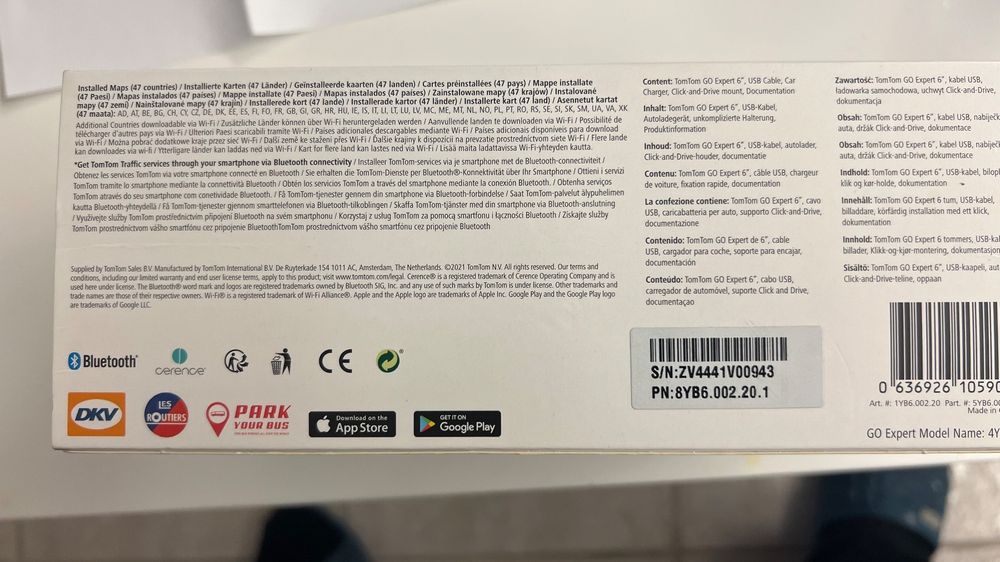 Installed Maps (47 countries) / Installierte Karten (47 Länder) / Geïnstalleerde kaarten (47 landen) / Cartes préinstallées (47 pays) / Mappe installate
(47 Paesi) / Mapas instalados (47 países) / Mappe installate (47 Paesi) / Mapas instalados (47 países) / Zainstalowane mapy (47 krajów) / Instalované
mapy (47 zemí) / Nainštalované mapy (47 krajín) / Installerede kort (47 lande) / Installerade kartor (47 länder) / Installerte kart (47 land) / Asennetut kartat
(47 maata): AD, AT, BE, BG, CH, CY, CZ, DE, DK, EE, ES, FI, FO, FR, GB, GI, GR, HR, HU, IE, IS, IT, LI, LT, LU, LV, MC, ME, MT, NL, NO, PL, PT, RO, RS, SE, SI, SK, SM, UA, VA, XK
Additional Countries downloadable via Wi-Fi / Zusätzliche Länder können über Wi-Fi heruntergeladen werden / Aanvullende landen te downloaden via Wi-Fi / Possibilité de
télécharger d'autres pays via Wi-Fi / Ulteriori Paesi scaricabili tramite Wi-Fi / Países adicionales descargables mediante Wi-Fi / Países adicionais disponíveis para download
via Wi-Fi / Można pobrać dodatkowe kraje przez sieć Wi-Fi / Další země ke stažení přes Wi-Fi / Ďalšie krajiny k dispozícii na prevzatie prostredníctvom siete Wi-Fi / Flere lande
kan downloades via wi-fi / Ytterligare länder kan laddas ned via Wi-Fi / Kart for flere land kan lastes ned via Wi-Fi / Lisää maita ladattavissa Wi-Fi-yhteyden kautta.
*Get TomTom Traffic services through your smartphone via Bluetooth connectivity / Installer TomTom-services via je smartphone met de Bluetooth-connectiviteit /
Obtenez les services TomTom via votre smartphone connecté en Bluetooth / Sie erhalten die TomTom-Dienste per Bluetooth®-Konnektivität über Ihr Smartphone / Ottieni i servizi
TomTom tramite lo smartphone mediante la connettività Bluetooth / Obtén los servicios TomTom a través del smartphone mediante la conexión Bluetooth / Obtenha serviços
TomTom através do seu smartphone com conetividade Bluetooth. / Få TomTom-tjenester gennem din smartphone via Bluetooth-forbindelse / Saat TomTom-palvelut älypuhelimen
kautta Bluetooth-yhteydellä / Få TomTom-tjenester gjennom smarttelefonen via Bluetooth-tilkoblingen / Skaffa TomTom-tjänster med din smartphone via Bluetooth-anslutning
/ Využívejte služby TomTom prostřednictvím připojení Bluetooth na svém smartphonu / Korzystaj z usług TomTom za pomocą smartfonu i łączności Bluetooth / Získajte služby
TomTom prostredníctvom vášho smartfónu cez pripojenie BluetoothTomTom prostredníctvom vášho smartfónu cez pripojenie Bluetooth
Supplied by TomTom Sales B.V. Manufactured by TomTom International B.V. De Ruyterkade 154 1011 AC, Amsterdam, The Netherlands. ©2021 TomTom N.V. All rights reserved. Our terms and
conditions, including our limited warranty and end user license terms, apply to this product; visit www.tomtom.com/legal. Cerence® is a registered trademark of Cerence Operating Company and is
used here under license. The Bluetooth® word mark and logos are registered trademarks owned by Bluetooth SIG, Inc. and any use of such marks by TomTom is under license. Other trademarks and
trade names are those of their respective owners. Wi-Fi® is a registered trademark of Wi-Fi Alliance®. Apple and the Apple logo are trademarks of Apple Inc. Google Play and the Google Play logo
are trademarks of Google LLC.
Bluetooth®
cerence®
CE
®
DKV
LES
ROUTIERS
PARK
YOUR BUS
Download on the
App Store
GET IT ON
Google Play
Content: TomTom GO Expert 6", USB Cable, Car
Charger, Click-and-Drive mount, Documentation
Inhalt: TomTom GO Expert 6", USB-Kabel,
Autoladegerät, unkomplizierte Halterung,
Produktinformation
Inhoud: TomTom GO Expert 6", USB-kabel, autolader,
Click-and-Drive-houder, documentatie
Contenu: TomTom GO Expert 6", câble USB, chargeur
de voiture, fixation rapide, documentation
La confezione contiene: TomTom GO Expert 6", cavo
USB, caricabatteria per auto, supporto Click-and-Drive,
documentazione
Contenido: TomTom GO Expert de 6", cable
USB, cargador para coche, soporte para encajar,
documentación
Conteúdo: TomTom GO Expert 6", cabo USB,
carregador de automóvel, suporte Click and Drive,
documentaçao
S/N:ZV4441V00943
PN:8YB6.002.20.1
Zawartość: TomTom GO Expert 6", kabel USB,
ładowarka samochodowa, uchwyt Click-and-Drive,
dokumentacja
Obsah: TomTom GO Expert 6", kabel USB, nabíječk
auta, držák Click-and-Drive, dokumentace
Obsah: TomTom GO Expert 6", kabel USB, nabíječk
auta, držák Click-and-Drive, dokumentace
Indhold: TomTom GO Expert 6", USB-kabel, bilopl
klik og kør-holde, dokumentation
Innehåll: TomTom GO Expert 6 tum, USB-kabel,
billaddare, körfärdig installation med ett klick,
dokumentation
Innhold: TomTom GO Expert 6 tommers, USB-ka
billader, Klikk-og-kjør-montering, dokumentasjon
Sisältö: TomTom GO Expert 6", USB-kaapeli, aut
Click-and-Drive-teline, oppaan
0 636926 10590
Art. #: 1YB6.002.20 Part. #: 5YB6.00
Made in
GO Expert Model Name: 4Y